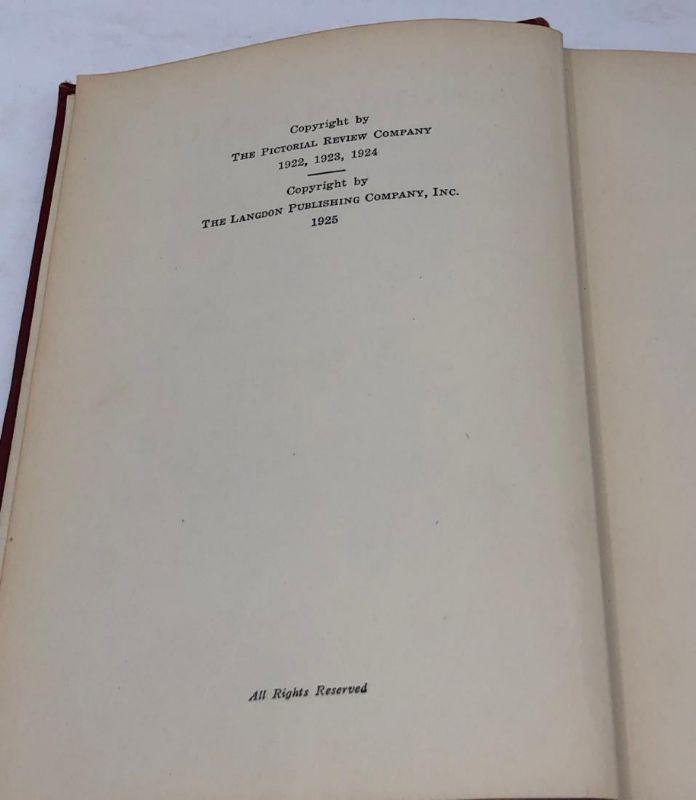 Copyright by
The Pictorial Review Company
1922, 1923, 1924
Copyright by
The Langdon Publishing Company, Inc.
1925
All Rights Reserved